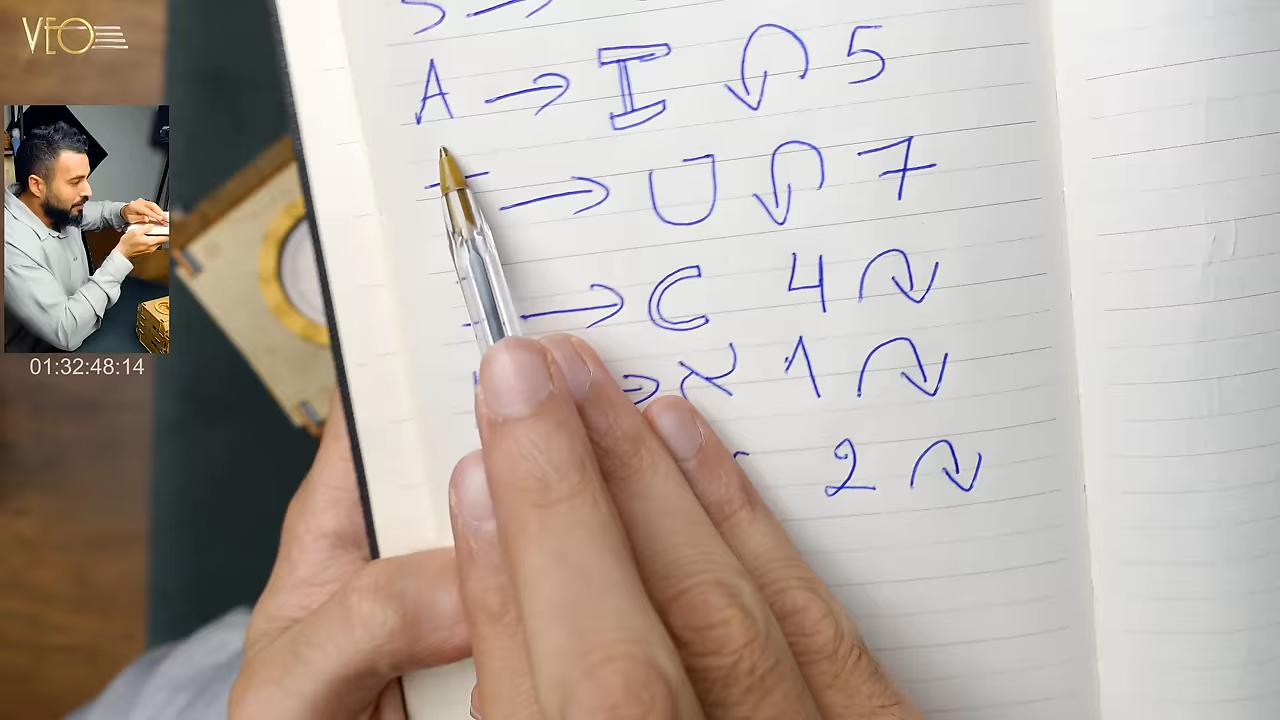 VEO
S →
A → I ⤵ 5
T → U ⤵ 7
→ C 4 ⤵
→ א 1 ⤵
2 ⤵
01:32:48:14